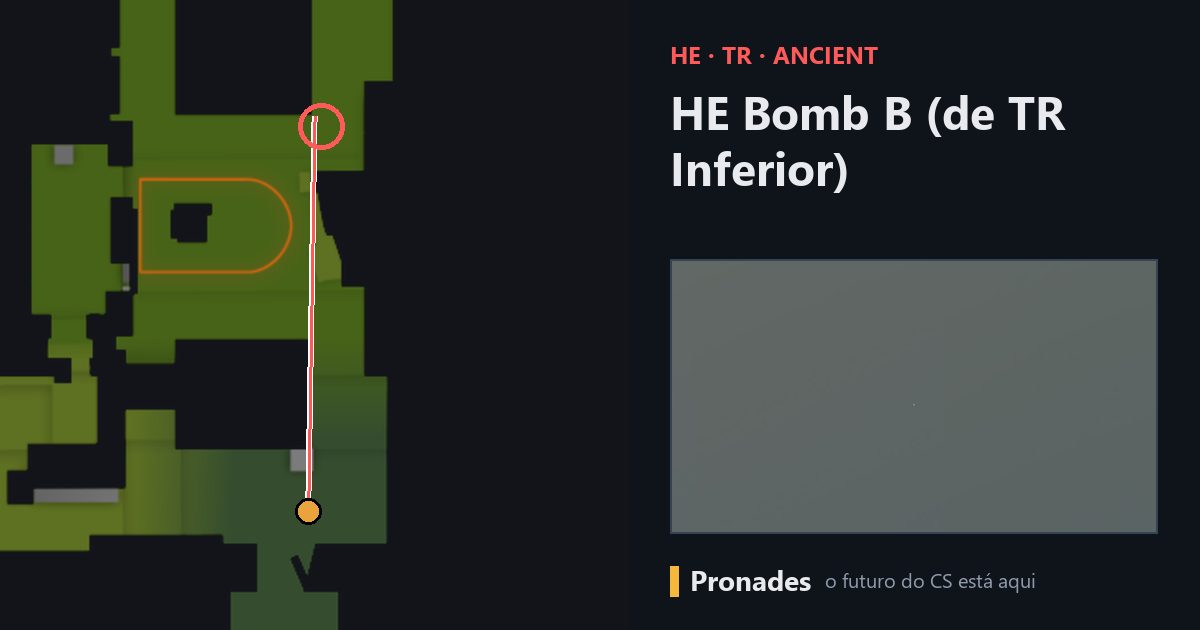 HE · TR · ANCIENT
HE Bomb B (de TR
Inferior)
Pronades o futuro do CS está aqui